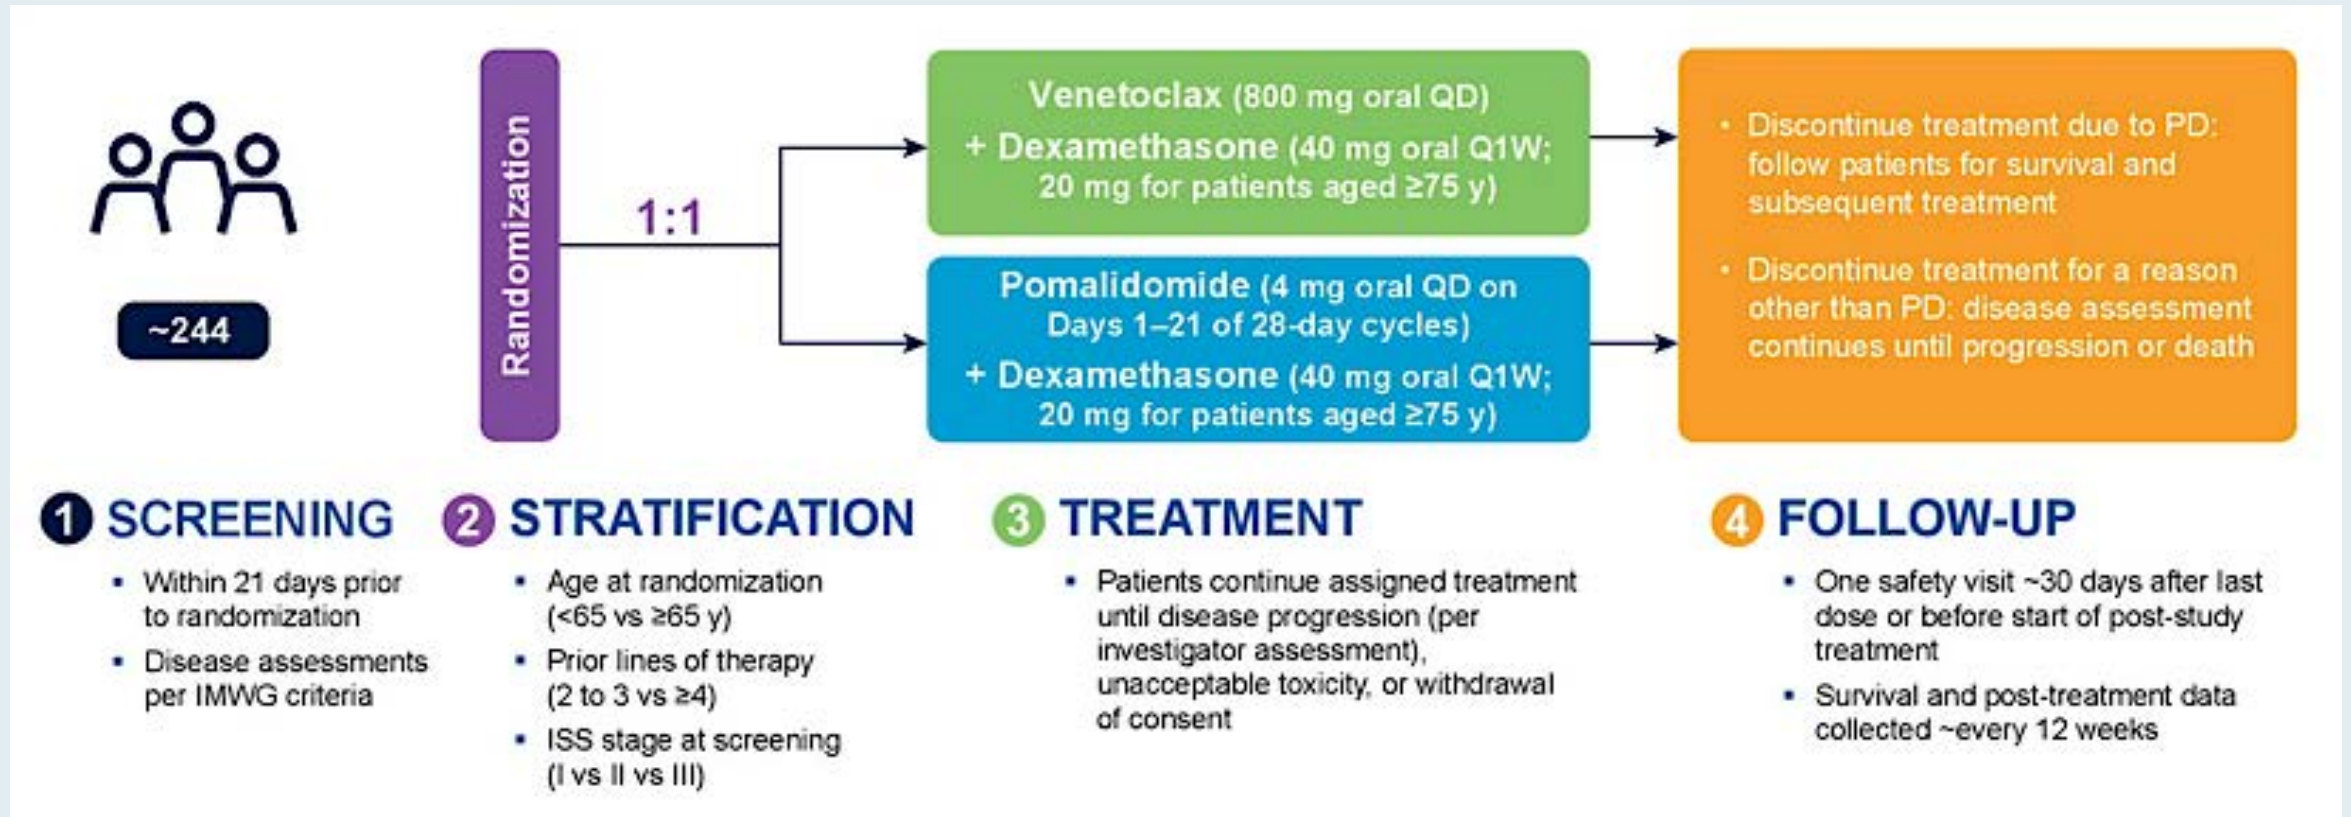 ~244
Randomization
1:1
Venetoclax (800 mg oral QD)
+ Dexamethasone (40 mg oral Q1W;
20 mg for patients aged ≥75 y)
Pomalidomide (4 mg oral QD on
Days 1–21 of 28-day cycles)
+ Dexamethasone (40 mg oral Q1W;
20 mg for patients aged ≥75 y)
• Discontinue treatment due to PD:
follow patients for survival and
subsequent treatment
• Discontinue treatment for a reason
other than PD: disease assessment
continues until progression or death
1 SCREENING
▪ Within 21 days prior
to randomization
▪ Disease assessments
per IMWG criteria
2 STRATIFICATION
▪ Age at randomization
(<65 vs ≥65 y)
▪ Prior lines of therapy
(2 to 3 vs ≥4)
▪ ISS stage at screening
(I vs II vs III)
3 TREATMENT
▪ Patients continue assigned treatment
until disease progression (per
investigator assessment),
unacceptable toxicity, or withdrawal
of consent
4 FOLLOW-UP
▪ One safety visit ~30 days after last
dose or before start of post-study
treatment
▪ Survival and post-treatment data
collected ~every 12 weeks